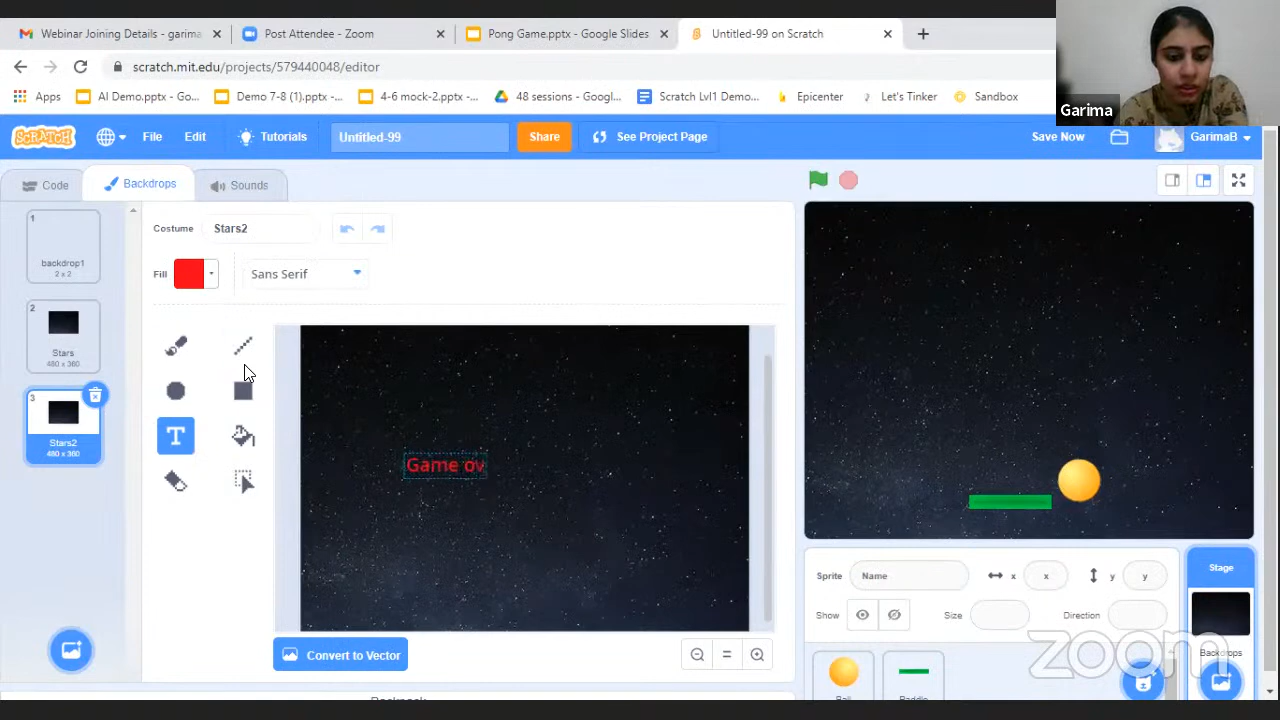 Webinar Joining Details - garima
Post Attendee - Zoom
Pong Game.pptx - Google Slides
Untitled-99 on Scratch
scratch.mit.edu/projects/579440048/editor
Apps
AI Demo.pptx - Go...
Demo 7-8 (1).pptx -...
4-6 mock-2.pptx -...
48 sessions - Googl...
Scratch Lvl1 Demo...
Epicenter
Let's Tinker
Sandbox
Garima
SCRATCH
File
Edit
Tutorials
Untitled-99
Share
See Project Page
Save Now
GarimaB
Code
Backdrops
Sounds
1
backdrop1
2 x 2
2
Stars
480 x 360
3
Stars2
480 x 360
Costume
Stars2
Fill
Sans Serif
T
Game ov
Convert to Vector
Sprite
Name
x
x
y
y
Show
Size
Direction
Stage
Backdrops
Ball
Paddle
zoom